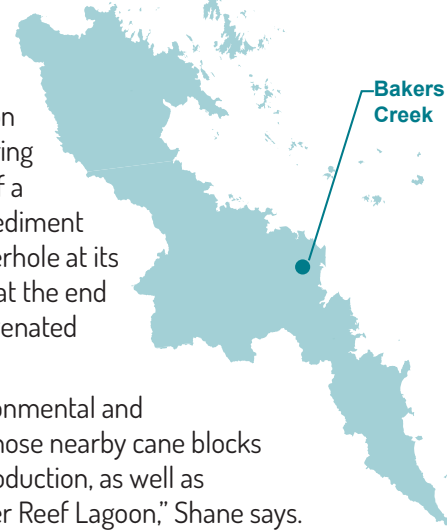 Bakers
Creek
on
ing
f a
ediment
erhole at its
at the end
enated
onmental and
hose nearby cane blocks
oduction, as well as
er Reef Lagoon,” Shane says.